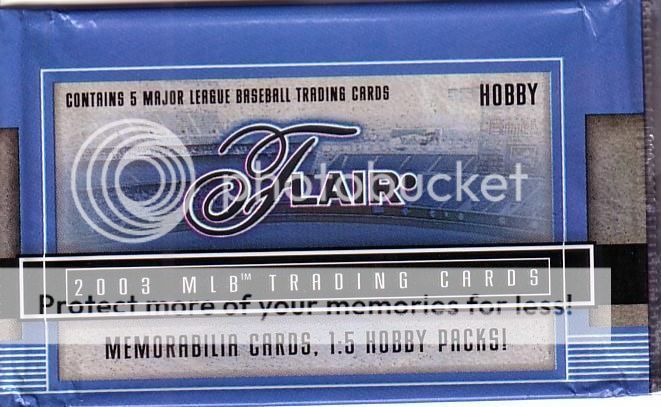 CONTAINS 5 MAJOR LEAGUE BASEBALL TRADING CARDS
HOBBY
photobucket
FLAIR®
2003 MLB™ TRADING CARDS
Protect more of your memories for less!
MEMORABILIA CARDS, 1:5 HOBBY PACKS!